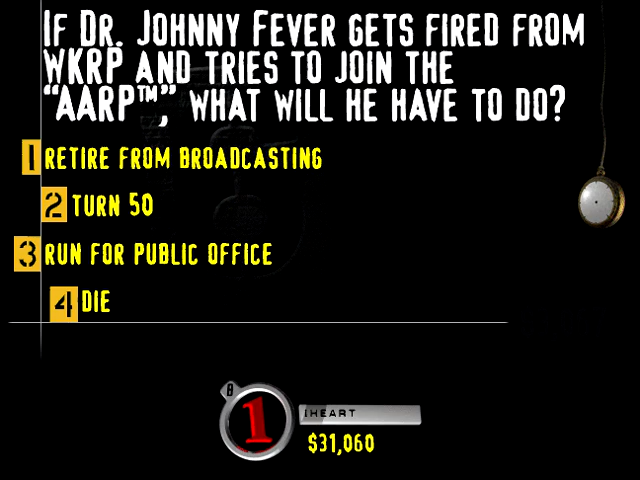 IF DR. JOHNNY FEVER GETS FIRED FROM
WKRP AND TRIES TO JOIN THE
"AARP™," WHAT WILL HE HAVE TO DO?
1 RETIRE FROM BROADCASTING
2 TURN 50
3 RUN FOR PUBLIC OFFICE
4 DIE
B
1 IHEART
$31,060